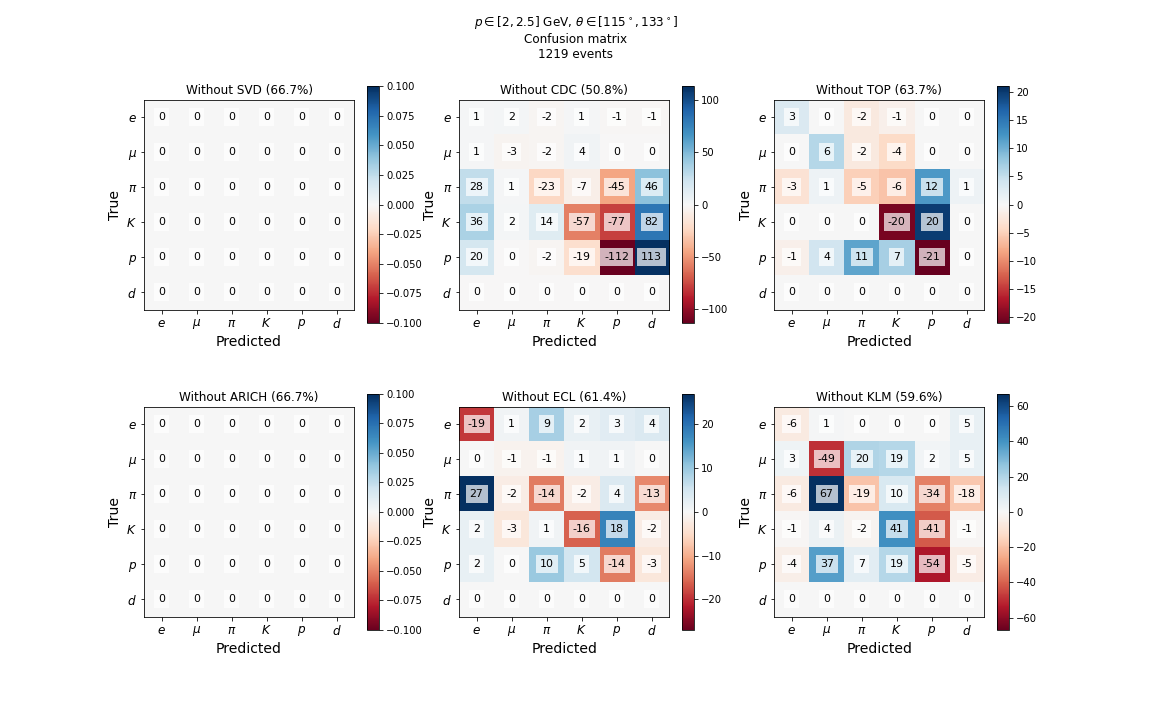 p ∈ [2, 2.5] GeV, θ ∈ [115°, 133°]
Confusion matrix
1219 events
Without SVD (66.7%)
e 0 0 0 0 0 0
μ 0 0 0 0 0 0
π 0 0 0 0 0 0
K 0 0 0 0 0 0
p 0 0 0 0 0 0
d 0 0 0 0 0 0
e μ π K p d
True
Predicted
0.100
0.075
0.050
0.025
0.000
−0.025
−0.050
−0.075
−0.100
Without CDC (50.8%)
e 1 2 -2 1 -1 -1
μ 1 -3 -2 4 0 0
π 28 1 -23 -7 -45 46
K 36 2 14 -57 -77 82
p 20 0 -2 -19 -112 113
d 0 0 0 0 0 0
e μ π K p d
True
Predicted
100
50
0
−50
−100
Without TOP (63.7%)
e 3 0 -2 -1 0 0
μ 0 6 -2 -4 0 0
π -3 1 -5 -6 12 1
K 0 0 0 -20 20 0
p -1 4 11 7 -21 0
d 0 0 0 0 0 0
e μ π K p d
True
Predicted
20
15
10
5
0
−5
−10
−15
−20
Without ARICH (66.7%)
e 0 0 0 0 0 0
μ 0 0 0 0 0 0
π 0 0 0 0 0 0
K 0 0 0 0 0 0
p 0 0 0 0 0 0
d 0 0 0 0 0 0
e μ π K p d
True
Predicted
0.100
0.075
0.050
0.025
0.000
−0.025
−0.050
−0.075
−0.100
Without ECL (61.4%)
e -19 1 9 2 3 4
μ 0 -1 -1 1 1 0
π 27 -2 -14 -2 4 -13
K 2 -3 1 -16 18 -2
p 2 0 10 5 -14 -3
d 0 0 0 0 0 0
e μ π K p d
True
Predicted
20
10
0
−10
−20
Without KLM (59.6%)
e -6 1 0 0 0 5
μ 3 -49 20 19 2 5
π -6 67 -19 10 -34 -18
K -1 4 -2 41 -41 -1
p -4 37 7 19 -54 -5
d 0 0 0 0 0 0
e μ π K p d
True
Predicted
60
40
20
0
−20
−40
−60